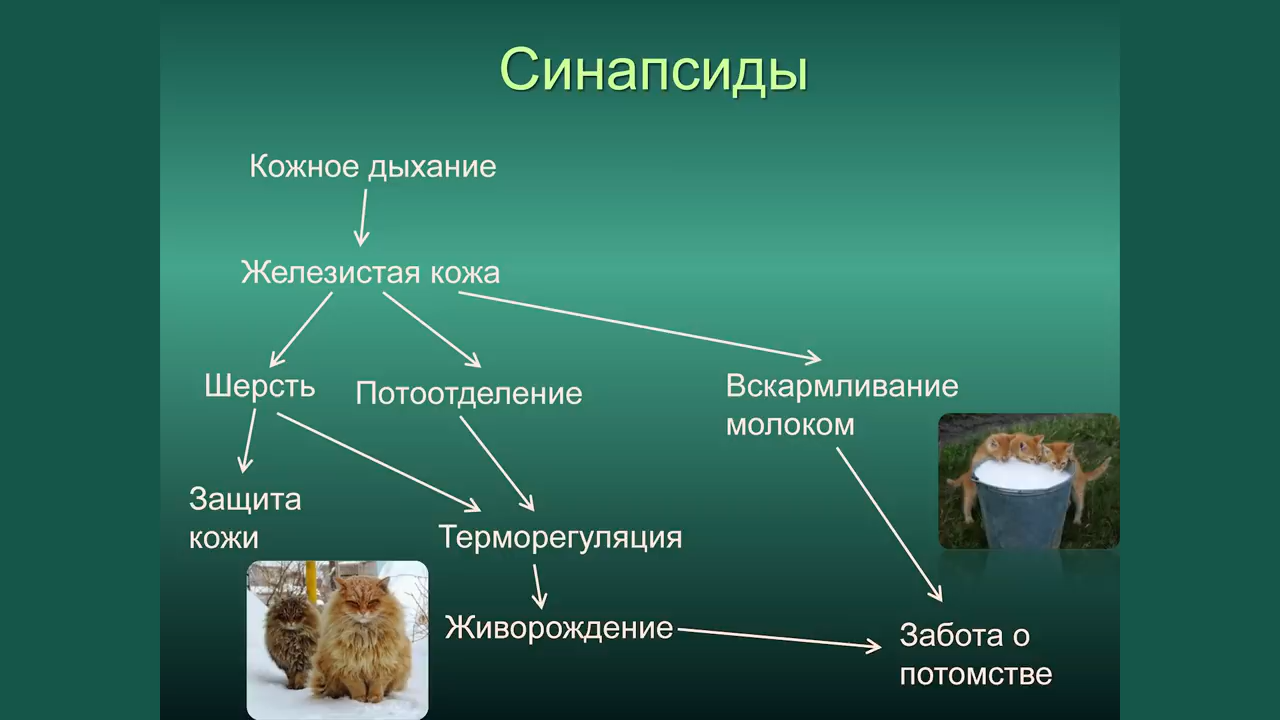 Синапсиды
Кожное дыхание
Железистая кожа
Шерсть
Потоотделение
Вскармливание
молоком
Защита
кожи
Терморегуляция
Живорождение
Забота о
потомстве